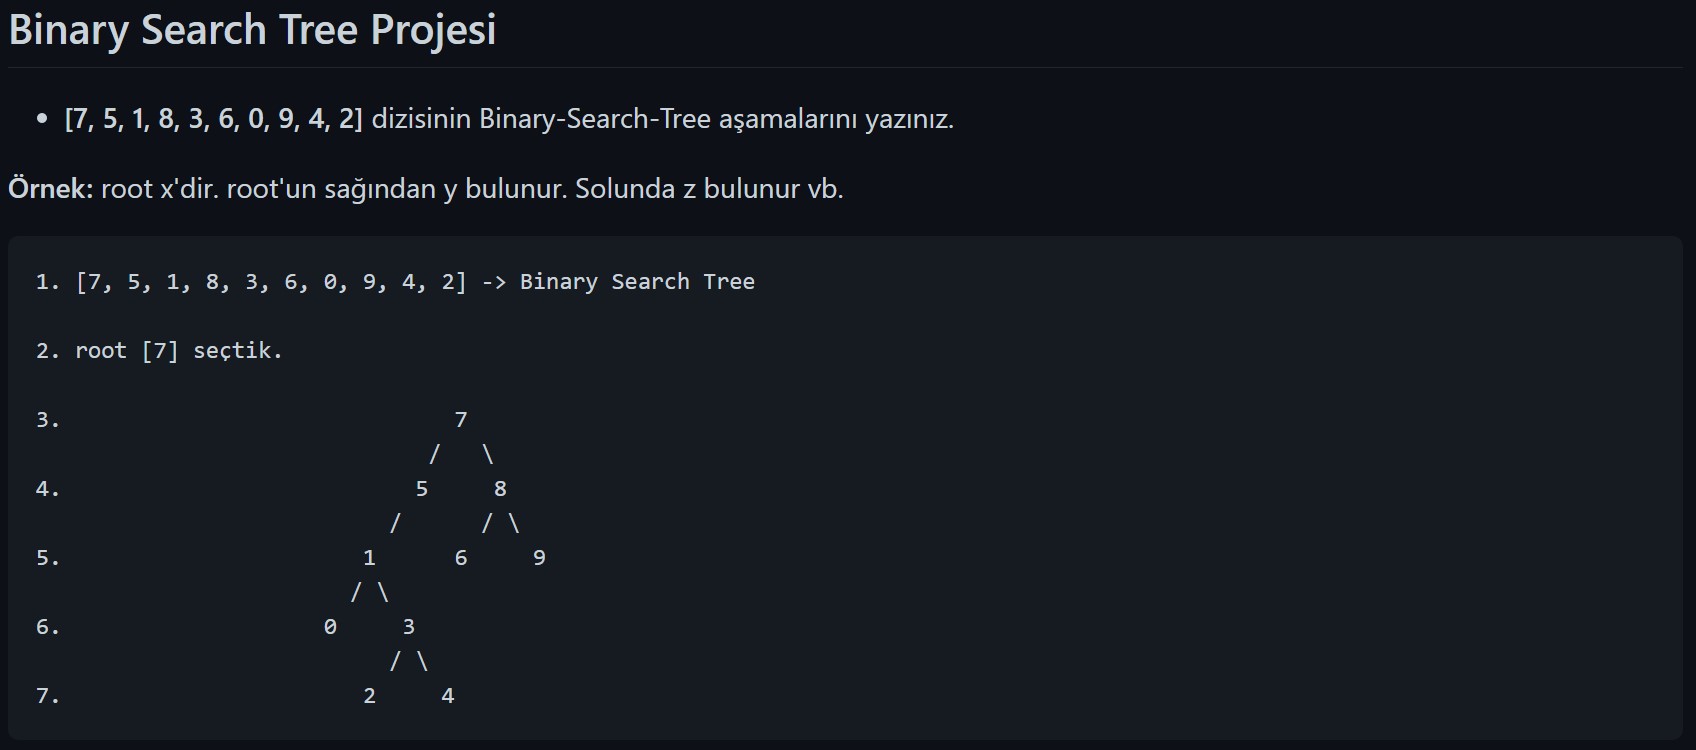 Binary Search Tree Projesi
• [7, 5, 1, 8, 3, 6, 0, 9, 4, 2] dizisinin Binary-Search-Tree aşamalarını yazınız.
Örnek: root x'dir. root'un sağından y bulunur. Solunda z bulunur vb.
1. [7, 5, 1, 8, 3, 6, 0, 9, 4, 2] -> Binary Search Tree
2. root [7] seçtik.
3.                              7
                              /   \
4.                           5     8
                           /      / \
5.                       1      6     9
                        / \
6.                    0     3
                           / \
7.                       2     4